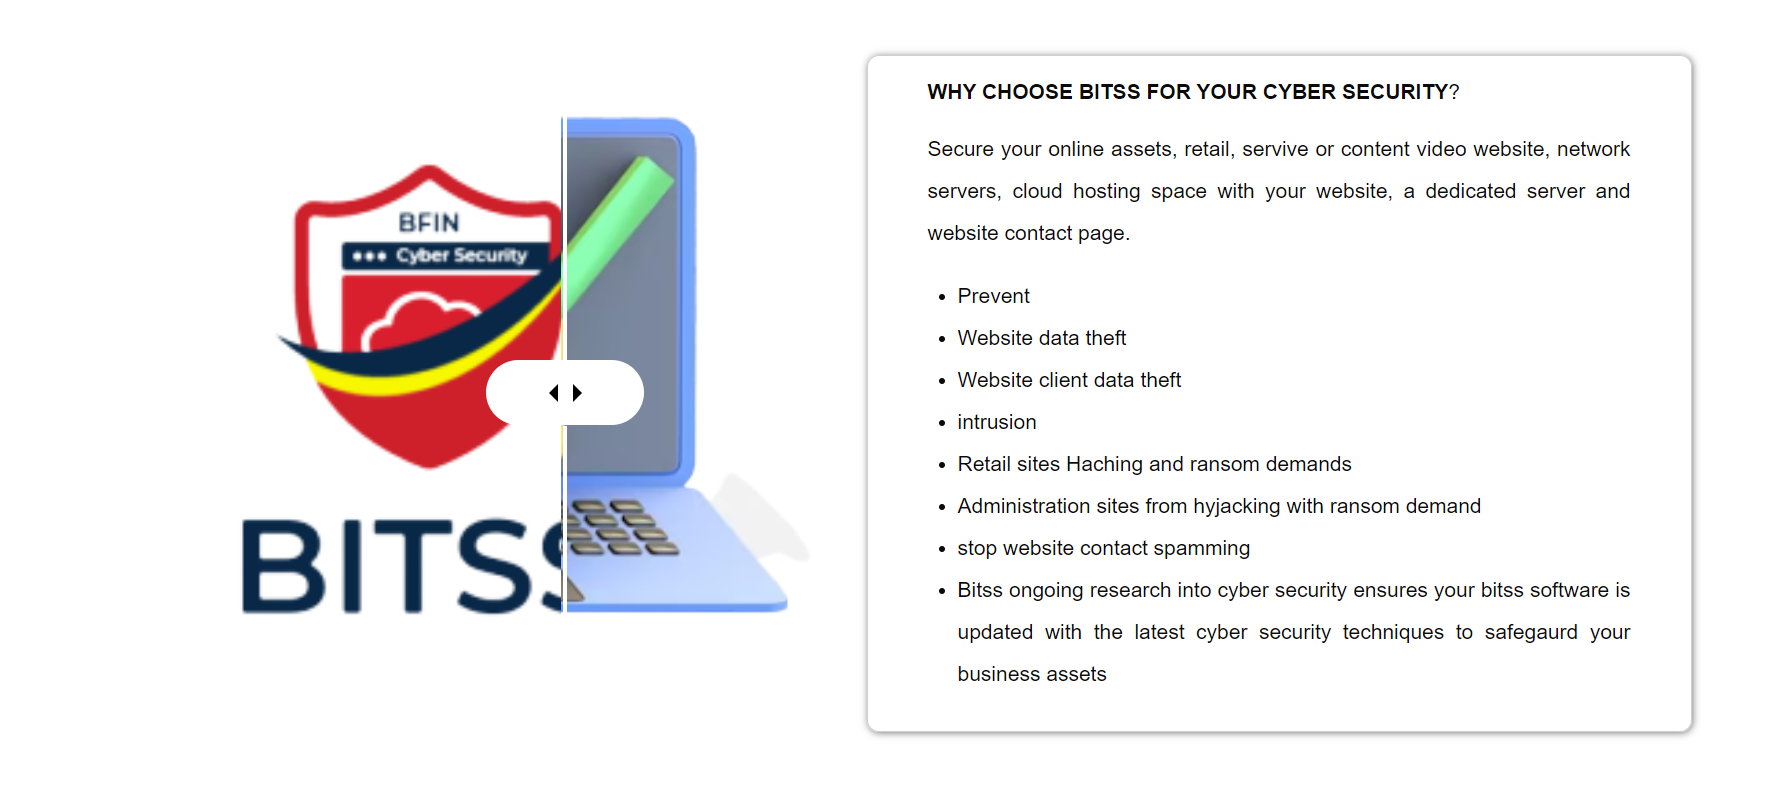 BFIN
Cyber Security
BITSS
WHY CHOOSE BITSS FOR YOUR CYBER SECURITY?
Secure your online assets, retail, servive or content video website, network
servers, cloud hosting space with your website, a dedicated server and
website contact page.
Prevent
Website data theft
Website client data theft
intrusion
Retail sites Haching and ransom demands
Administration sites from hyjacking with ransom demand
stop website contact spamming
Bitss ongoing research into cyber security ensures your bitss software is
updated with the latest cyber security techniques to safegaurd your
business assets